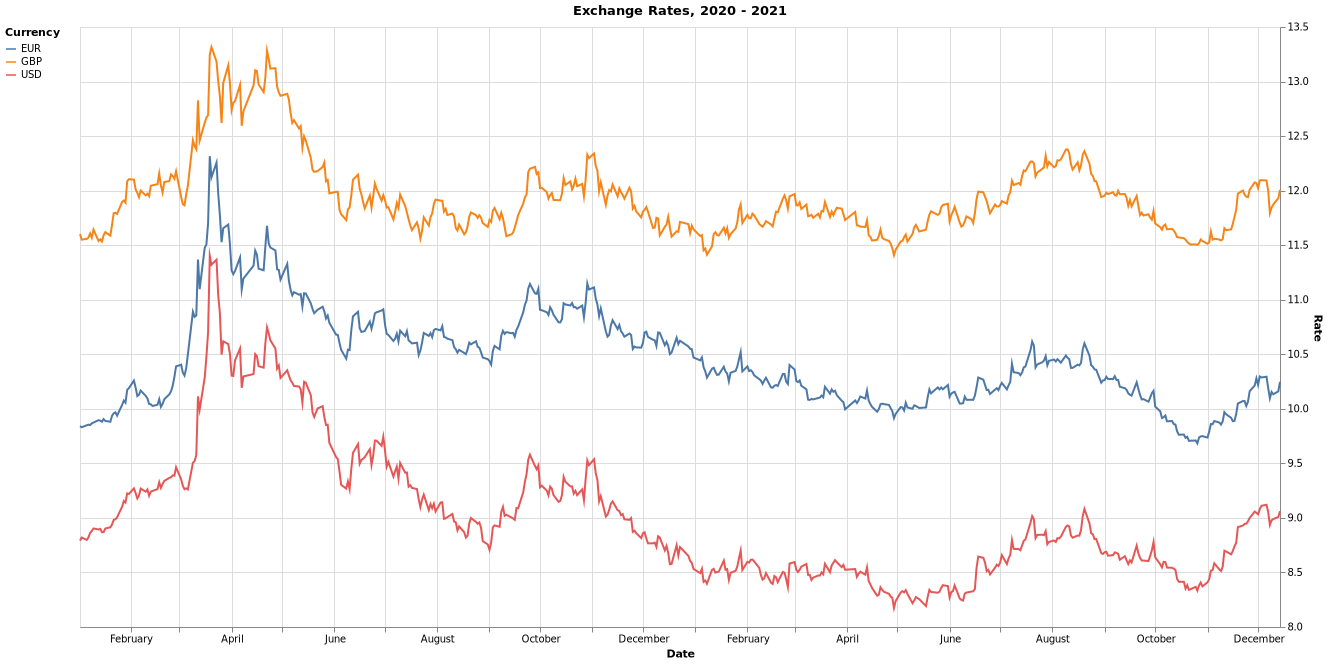 Exchange Rates, 2020 - 2021
Currency
EUR
GBP
USD
13.5
13.0
12.5
12.0
11.5
11.0
10.5
10.0
9.5
9.0
8.5
8.0
Rate
February April June August October December February April June August October December
Date